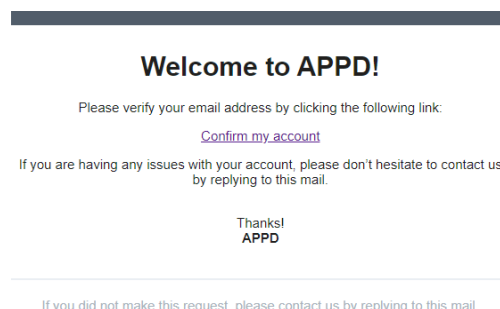 Welcome to APPD!
Please verify your email address by clicking the following link:
Confirm my account
If you are having any issues with your account, please don't hesitate to contact us
by replying to this mail.
Thanks!
APPD
If you did not make this request, please contact us by replying to this mail